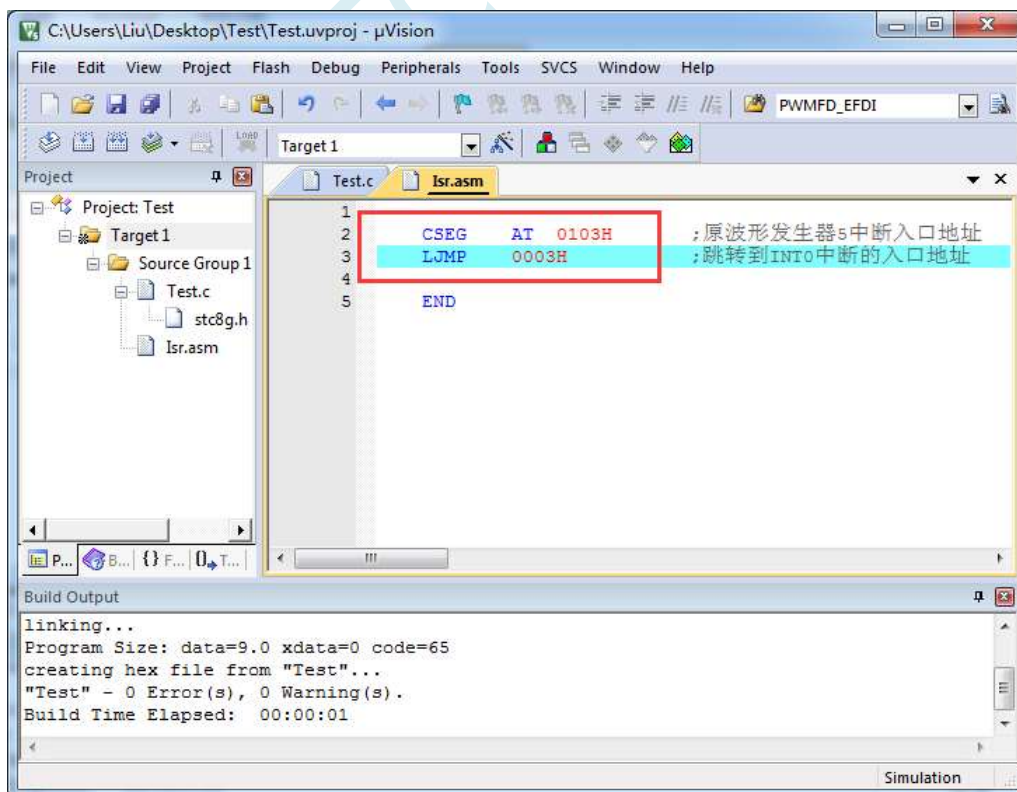 C:\Users\Liu\Desktop\Test\Test.uvproj - µVision
File Edit View Project Flash Debug Peripherals Tools SVCS Window Help
PWMFD_EFDI
LOAD Target 1
Project
Test.c Isr.asm
Project: Test
Target 1
Source Group 1
Test.c
stc8g.h
Isr.asm
1
2 CSEG AT 0103H ;原波形发生器5中断入口地址
3 LJMP 0003H ;跳转到INT0中断的入口地址
4
5 END
P... B... {} F... 0 T...
Build Output
linking...
Program Size: data=9.0 xdata=0 code=65
creating hex file from "Test"...
"Test" - 0 Error(s), 0 Warning(s).
Build Time Elapsed: 00:00:01
Simulation